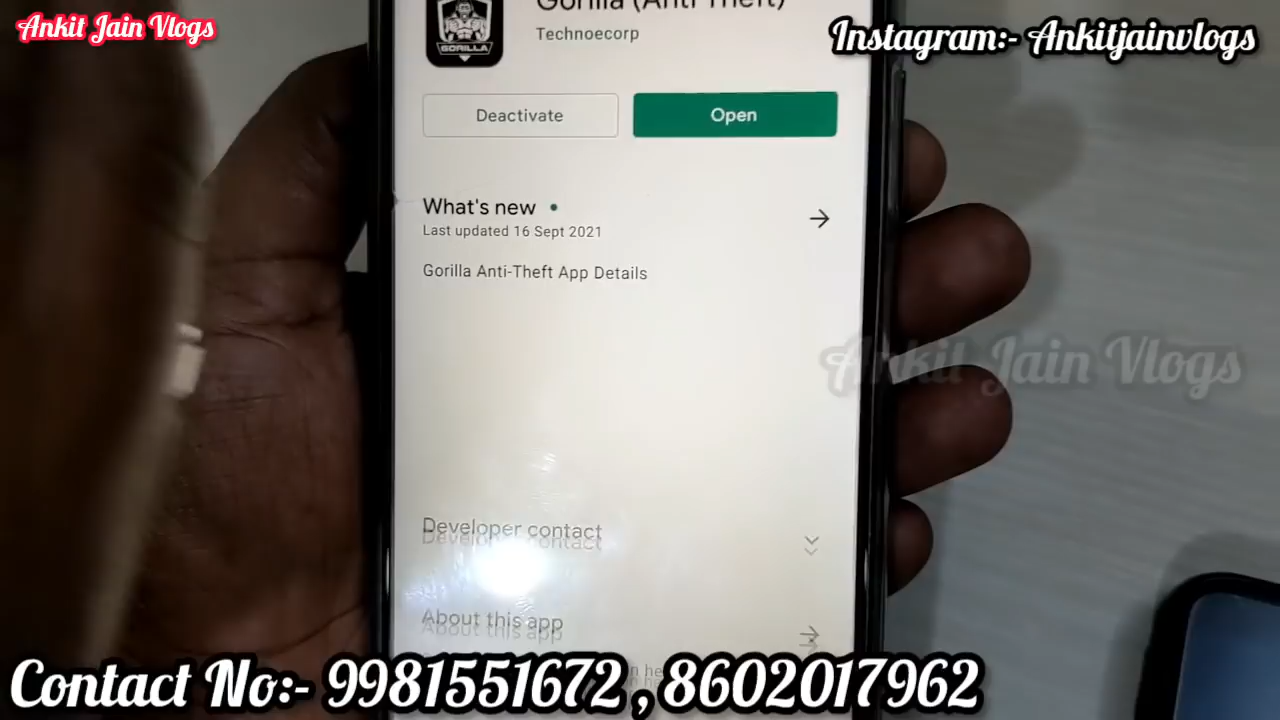 Ankit Jain Vlogs
Instagram:- Ankitjainvlogs
Gorilla (Anti Theft)
GORILLA
Technoecorp
Deactivate
Open
What's new
Last updated 16 Sept 2021
Gorilla Anti-Theft App Details
Ankit Jain Vlogs
Developer contact
About this app
Contact No:- 9981551672 , 8602017962